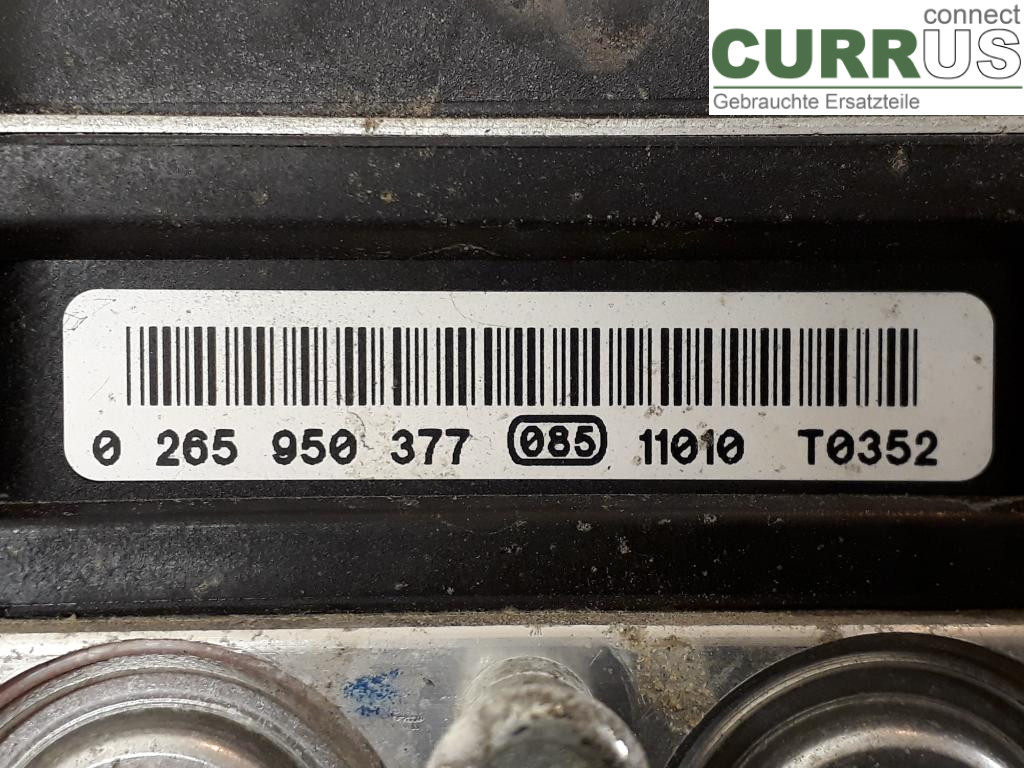 connect
CURRUS
Gebrauchte Ersatzteile
0 265 950 377 085 11010 T0352